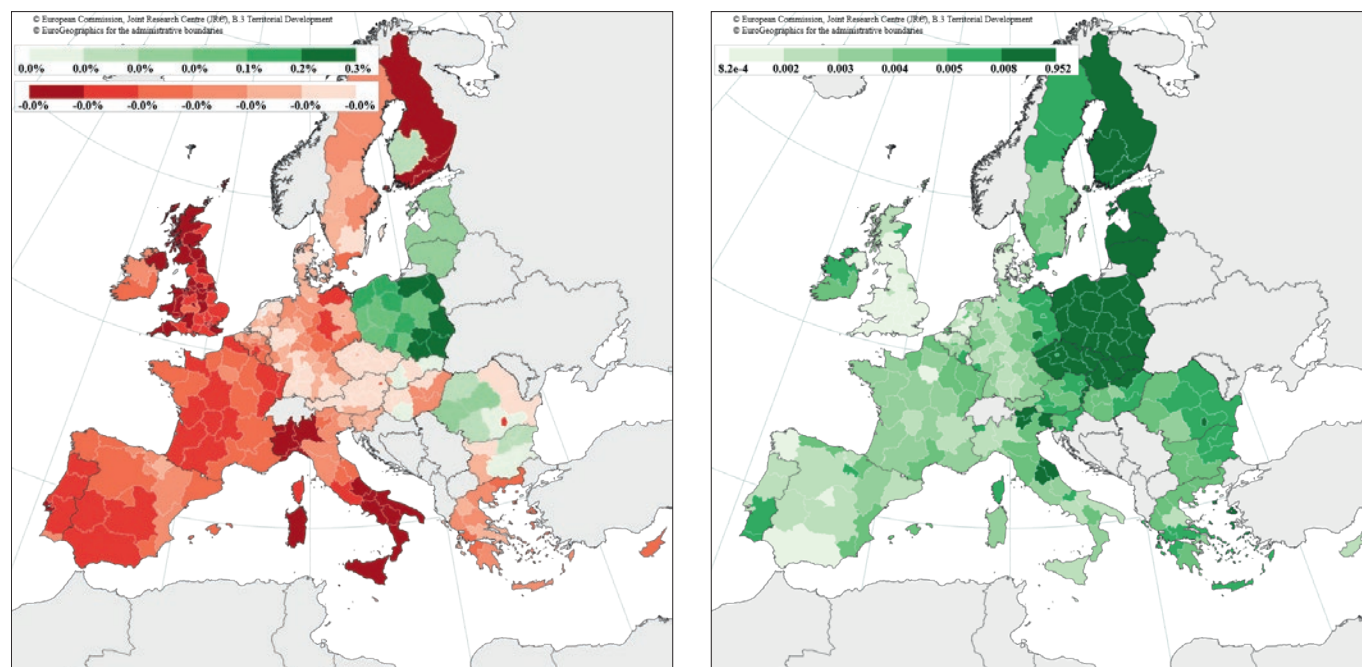 © European Commission, Joint Research Centre (JRC), B.3 Territorial Development
© EuroGeographics for the administrative boundaries
0.0% 0.0% 0.0% 0.1% 0.2% 0.3%
-0.0% -0.0% -0.0% -0.0% -0.0% -0.0% -0.0%
© European Commission, Joint Research Centre (JRC), B.3 Territorial Development
© EuroGeographics for the administrative boundaries
8.2e-4 0.002 0.003 0.004 0.005 0.008 0.952